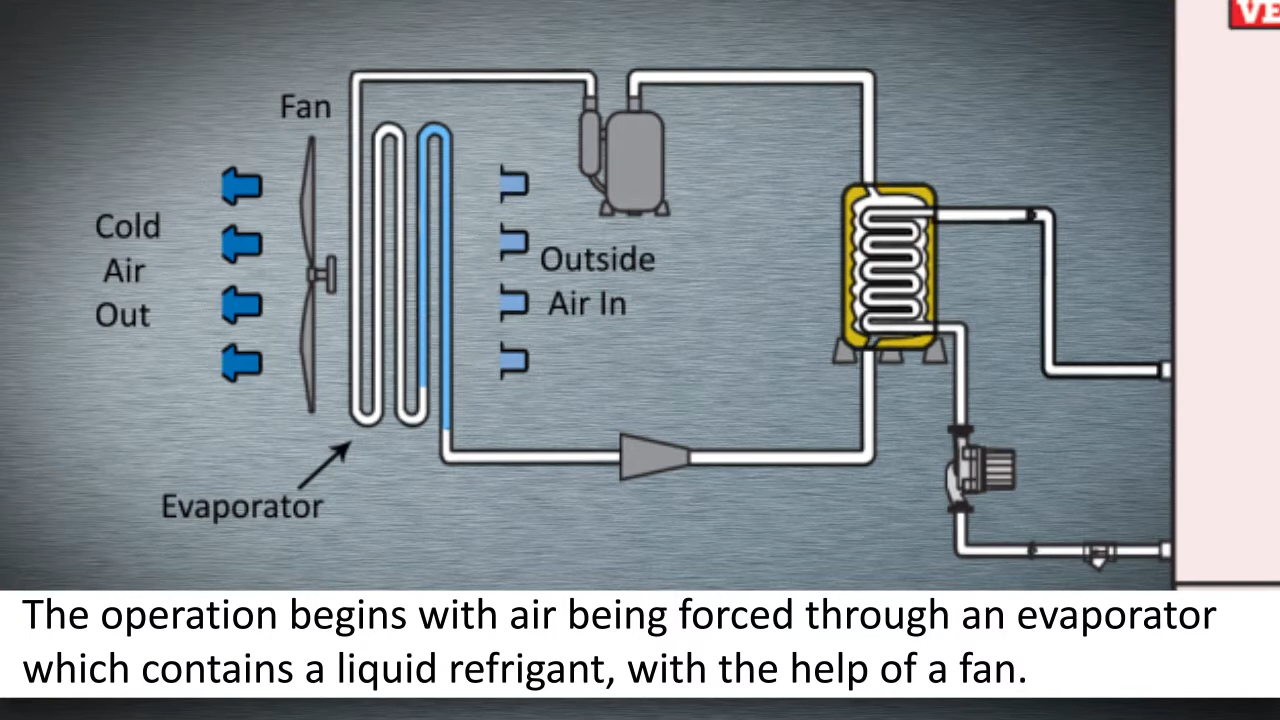 VE
Fan
Cold
Air
Out
Outside
Air In
Evaporator
The operation begins with air being forced through an evaporator
which contains a liquid refrigant, with the help of a fan.